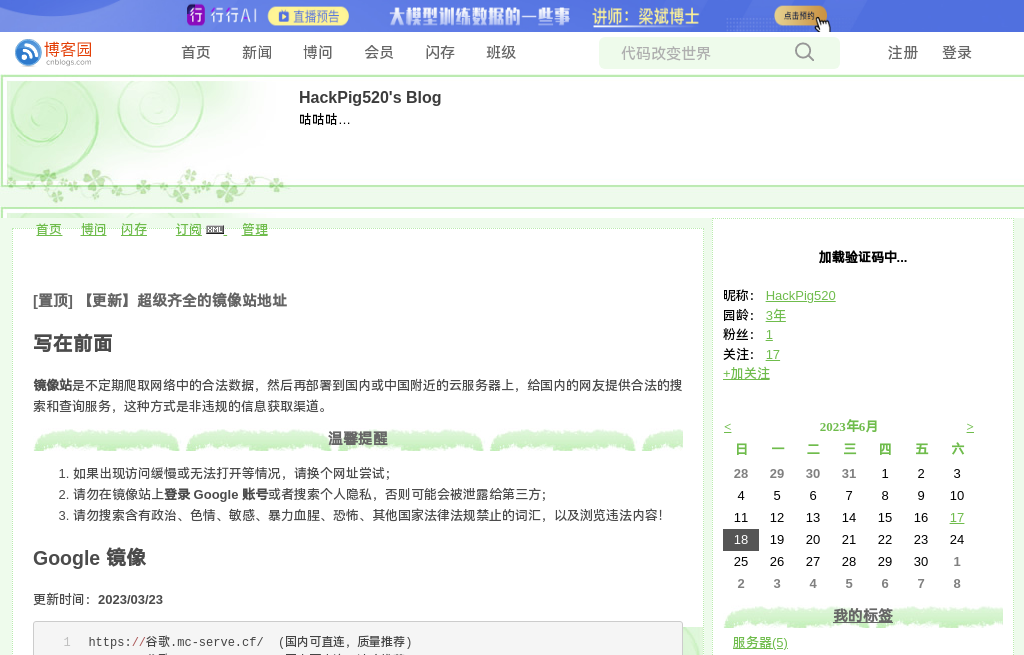 行 行行AI 直播预告 大模型训练数据的一些事 讲师：梁斌博士 点击预约
博客园 cnblogs.com 首页 新闻 博问 会员 闪存 班级 代码改变世界 注册 登录
HackPig520's Blog
咕咕咕…
首页 博问 闪存 订阅 XML 管理
[置顶] 【更新】超级齐全的镜像站地址
写在前面
镜像站是不定期爬取网络中的合法数据，然后再部署到国内或中国附近的云服务器上，给国内的网友提供合法的搜
索和查询服务，这种方式是非违规的信息获取渠道。
温馨提醒
1. 如果出现访问缓慢或无法打开等情况，请换个网址尝试；
2. 请勿在镜像站上登录 Google 账号或者搜索个人隐私，否则可能会被泄露给第三方；
3. 请勿搜索含有政治、色情、敏感、暴力血腥、恐怖、其他国家法律法规禁止的词汇，以及浏览违法内容！
Google 镜像
更新时间：2023/03/23
1 https://谷歌.mc-serve.cf/ (国内可直连，质量推荐)
加载验证码中...
昵称： HackPig520
园龄： 3年
粉丝： 1
关注： 17
+加关注
< 2023年6月 >
日 一 二 三 四 五 六
28 29 30 31 1 2 3
4 5 6 7 8 9 10
11 12 13 14 15 16 17
18 19 20 21 22 23 24
25 26 27 28 29 30 1
2 3 4 5 6 7 8
我的标签
服务器(5)